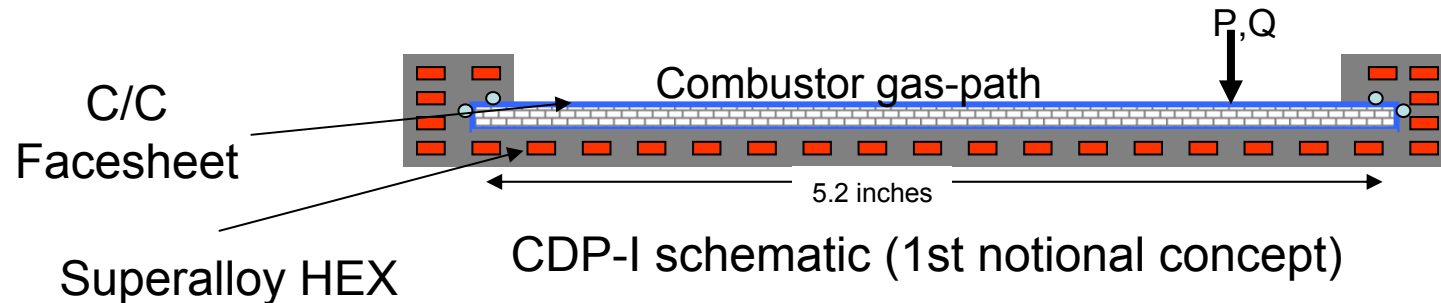 P,Q
Combustor gas-path
C/C
Facesheet
5.2 inches
CDP-I schematic (1st notional concept)
Superalloy HEX